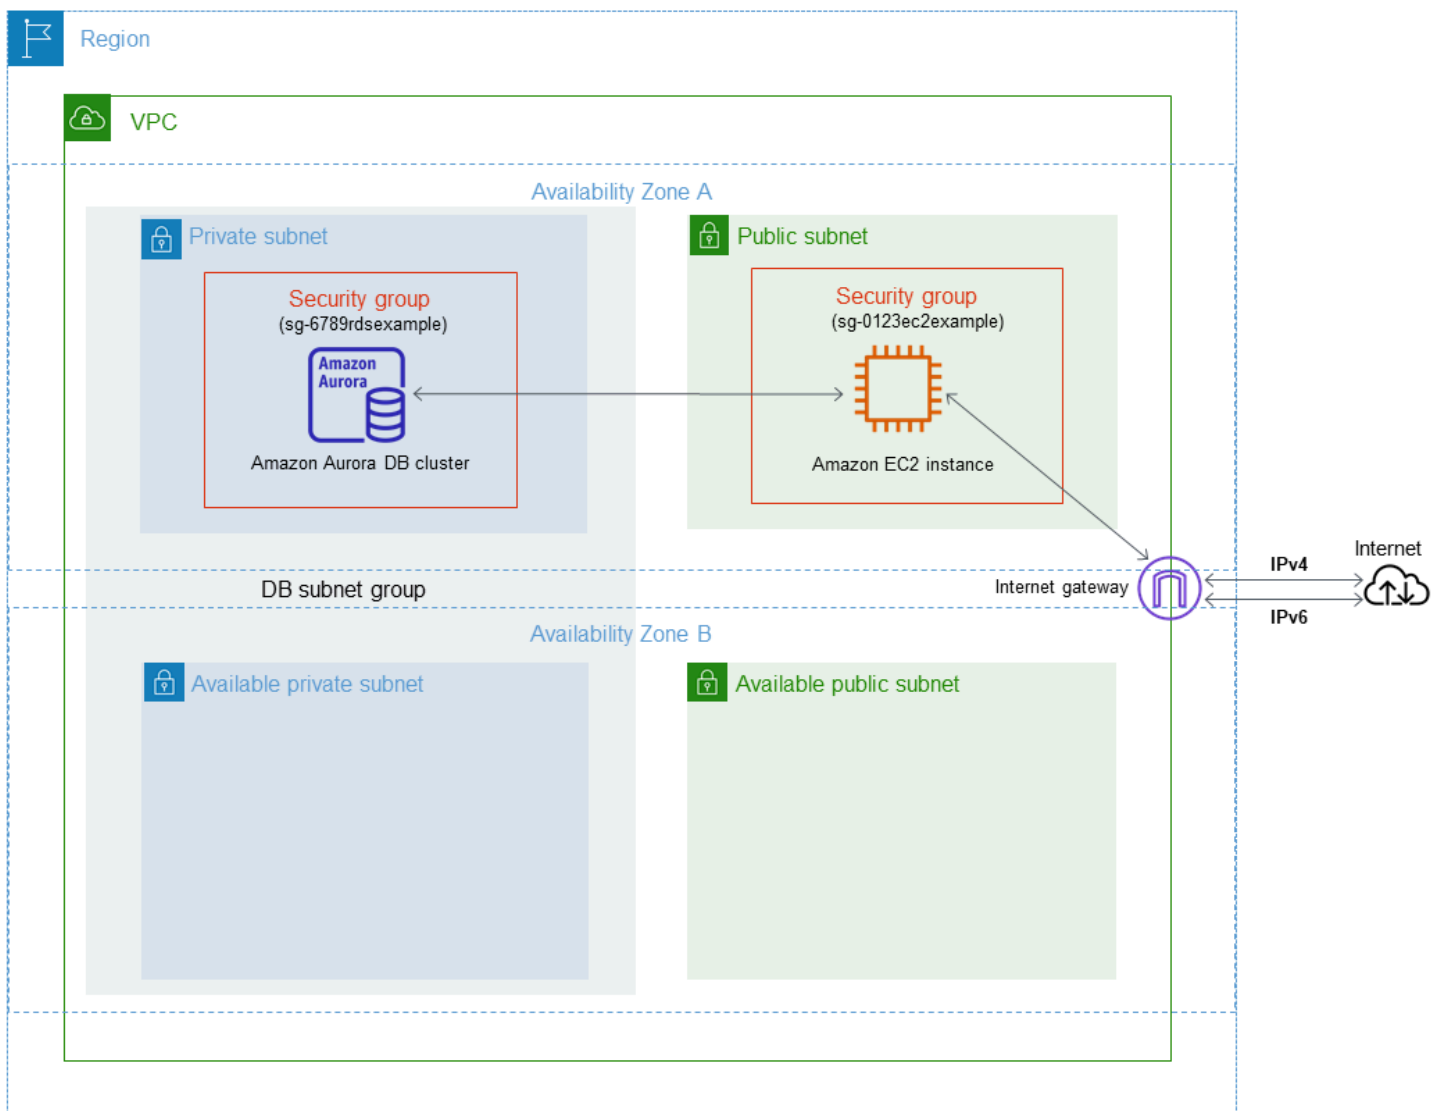 Region
VPC
Availability Zone A
Private subnet
Public subnet
Security group
(sg-6789rdsexample)
Security group
(sg-0123ec2example)
Amazon
Aurora
Amazon Aurora DB cluster
Amazon EC2 instance
DB subnet group
Internet gateway
IPv4
IPv6
Internet
Availability Zone B
Available private subnet
Available public subnet